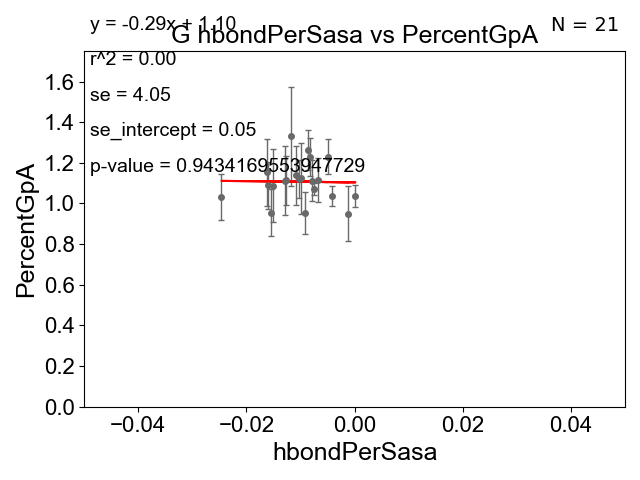 y = -0.29x + 1.10
G hbondPerSasa vs PercentGpA
N = 21
r^2 = 0.00
se = 4.05
se_intercept = 0.05
p-value = 0.9434169553947729
PercentGpA
1.6
1.4
1.2
1.0
0.8
0.6
0.4
0.2
0.0
−0.04
−0.02
0.00
0.02
0.04
hbondPerSasa